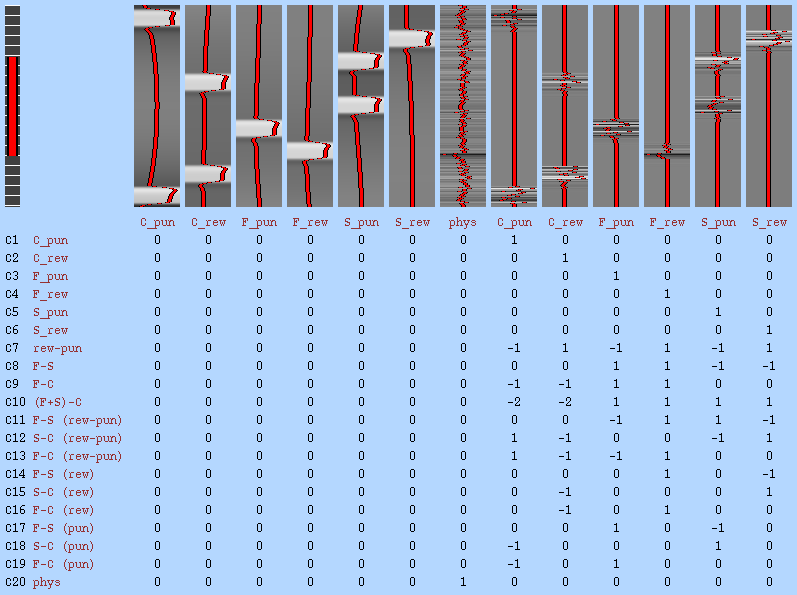 C_pun C_rew F_pun F_rew S_pun S_rew phys C_pun C_rew F_pun F_rew S_pun S_rew
C1 C_pun 0 0 0 0 0 0 0 1 0 0 0 0 0
C2 C_rew 0 0 0 0 0 0 0 0 1 0 0 0 0
C3 F_pun 0 0 0 0 0 0 0 0 0 1 0 0 0
C4 F_rew 0 0 0 0 0 0 0 0 0 0 1 0 0
C5 S_pun 0 0 0 0 0 0 0 0 0 0 0 1 0
C6 S_rew 0 0 0 0 0 0 0 0 0 0 0 0 1
C7 rew-pun 0 0 0 0 0 0 0 -1 1 -1 1 -1 1
C8 F-S 0 0 0 0 0 0 0 0 0 1 1 -1 -1
C9 F-C 0 0 0 0 0 0 0 -1 -1 1 1 0 0
C10 (F+S)-C 0 0 0 0 0 0 0 -2 -2 1 1 1 1
C11 F-S (rew-pun) 0 0 0 0 0 0 0 0 0 -1 1 1 -1
C12 S-C (rew-pun) 0 0 0 0 0 0 0 1 -1 0 0 -1 1
C13 F-C (rew-pun) 0 0 0 0 0 0 0 1 -1 -1 1 0 0
C14 F-S (rew) 0 0 0 0 0 0 0 0 0 0 1 0 -1
C15 S-C (rew) 0 0 0 0 0 0 0 0 -1 0 0 0 1
C16 F-C (rew) 0 0 0 0 0 0 0 0 -1 0 1 0 0
C17 F-S (pun) 0 0 0 0 0 0 0 0 0 1 0 -1 0
C18 S-C (pun) 0 0 0 0 0 0 0 -1 0 0 0 1 0
C19 F-C (pun) 0 0 0 0 0 0 0 -1 0 1 0 0 0
C20 phys 0 0 0 0 0 0 1 0 0 0 0 0 0